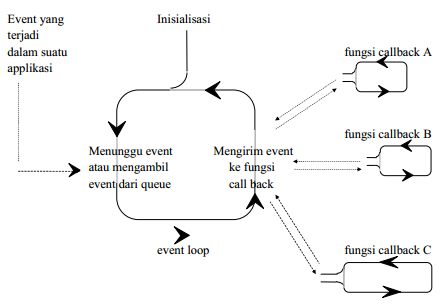 Event yang
terjadi
dalam suatu
applikasi
Inisialisasi
fungsi callback A
Menunggu event
atau mengambil
event dari queue
Mengirim event
ke fungsi
call back
fungsi callback B
event loop
fungsi callback C